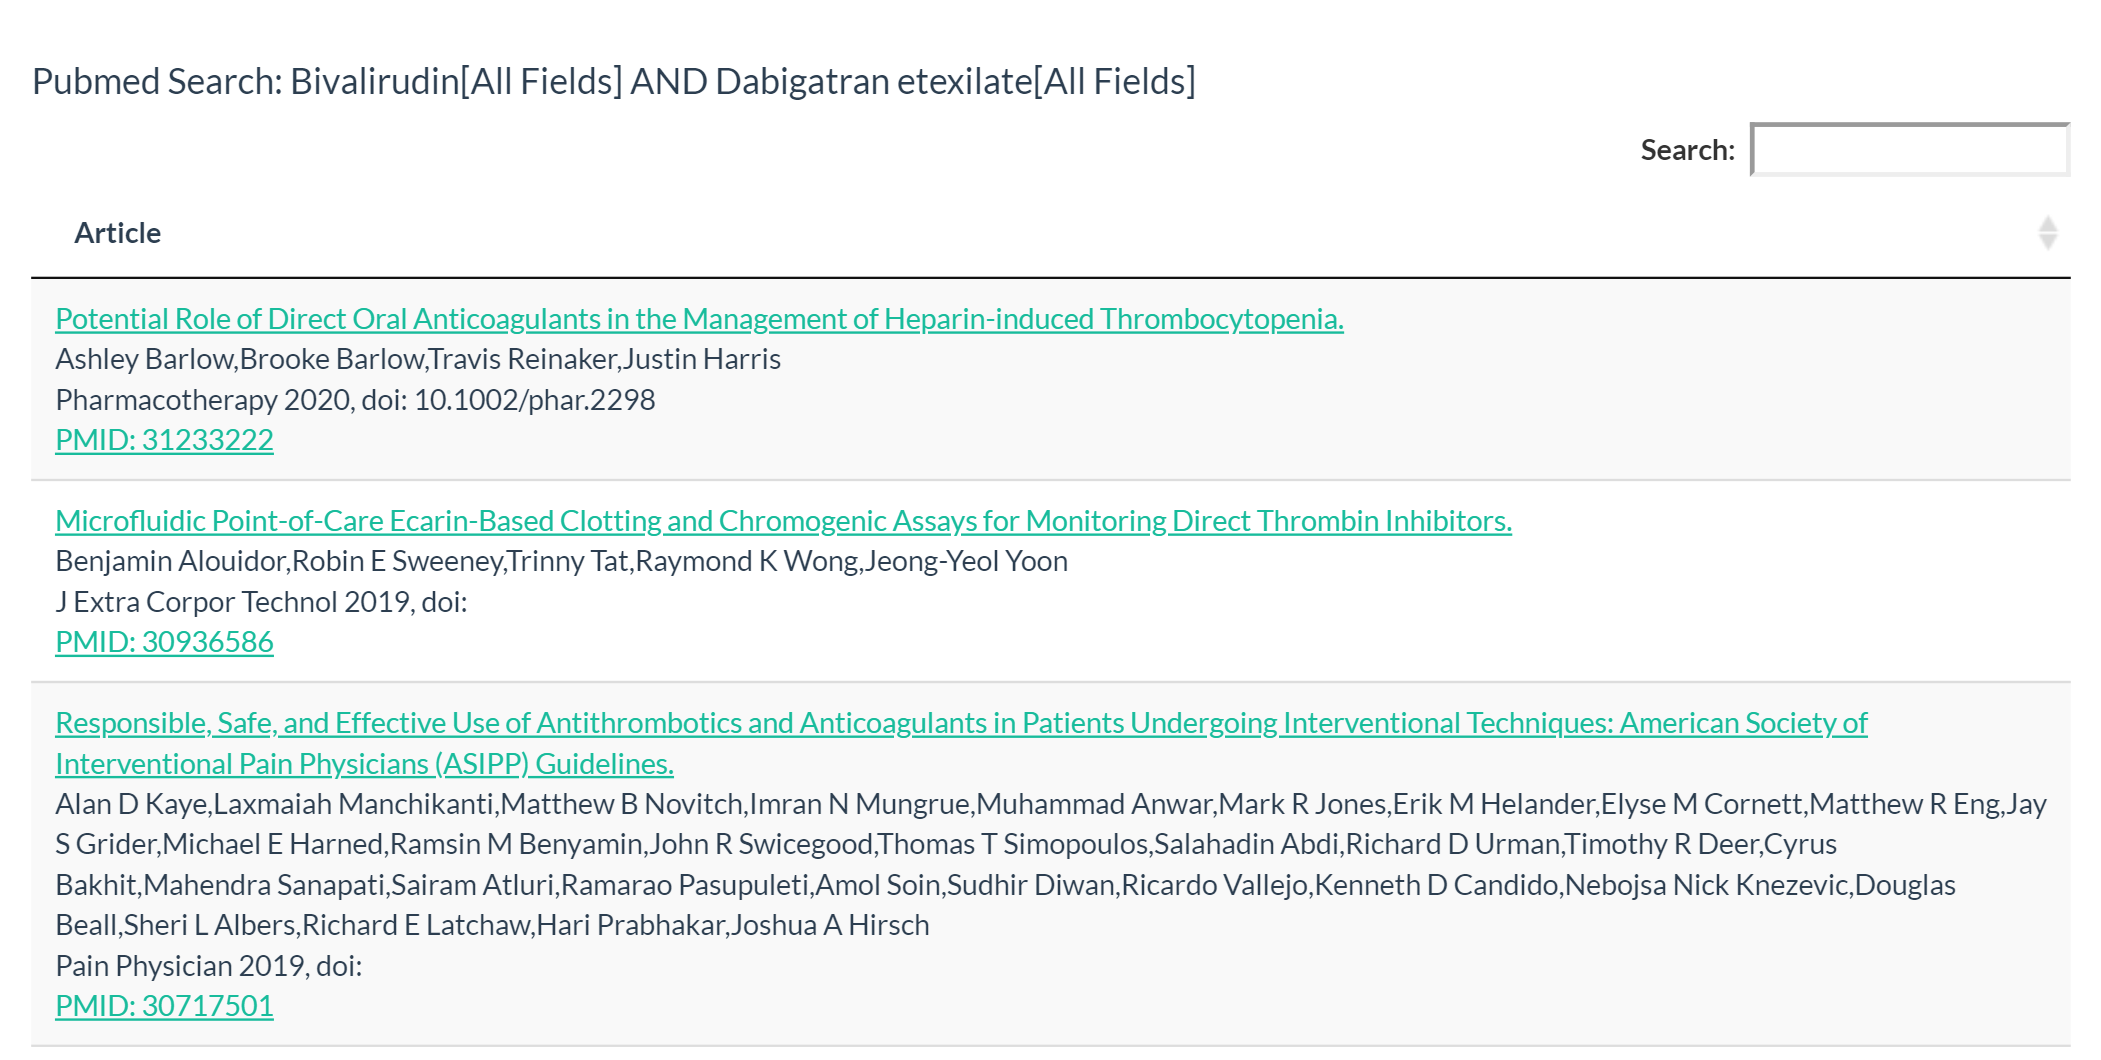 Pubmed Search: Bivalirudin[All Fields] AND Dabigatran etexilate[All Fields]
Search:
Article
Potential Role of Direct Oral Anticoagulants in the Management of Heparin-induced Thrombocytopenia.
Ashley Barlow,Brooke Barlow,Travis Reinaker,Justin Harris
Pharmacotherapy 2020, doi: 10.1002/phar.2298
PMID: 31233222
Microfluidic Point-of-Care Ecarin-Based Clotting and Chromogenic Assays for Monitoring Direct Thrombin Inhibitors.
Benjamin Alouidor,Robin E Sweeney,Trinny Tat,Raymond K Wong,Jeong-Yeol Yoon
J Extra Corpor Technol 2019, doi:
PMID: 30936586
Responsible, Safe, and Effective Use of Antithrombotics and Anticoagulants in Patients Undergoing Interventional Techniques: American Society of
Interventional Pain Physicians (ASIPP) Guidelines.
Alan D Kaye,Laxmaiah Manchikanti,Matthew B Novitch,Imran N Mungrue,Muhammad Anwar,Mark R Jones,Erik M Helander,Elyse M Cornett,Matthew R Eng,Jay
S Grider,Michael E Harned,Ramsin M Benyamin,John R Swicegood,Thomas T Simopoulos,Salahadin Abdi,Richard D Urman,Timothy R Deer,Cyrus
Bakhit,Mahendra Sanapati,Sairam Atluri,Ramarao Pasupuleti,Amol Soin,Sudhir Diwan,Ricardo Vallejo,Kenneth D Candido,Nebojsa Nick Knezevic,Douglas
Beall,Sheri L Albers,Richard E Latchaw,Hari Prabhakar,Joshua A Hirsch
Pain Physician 2019, doi:
PMID: 30717501